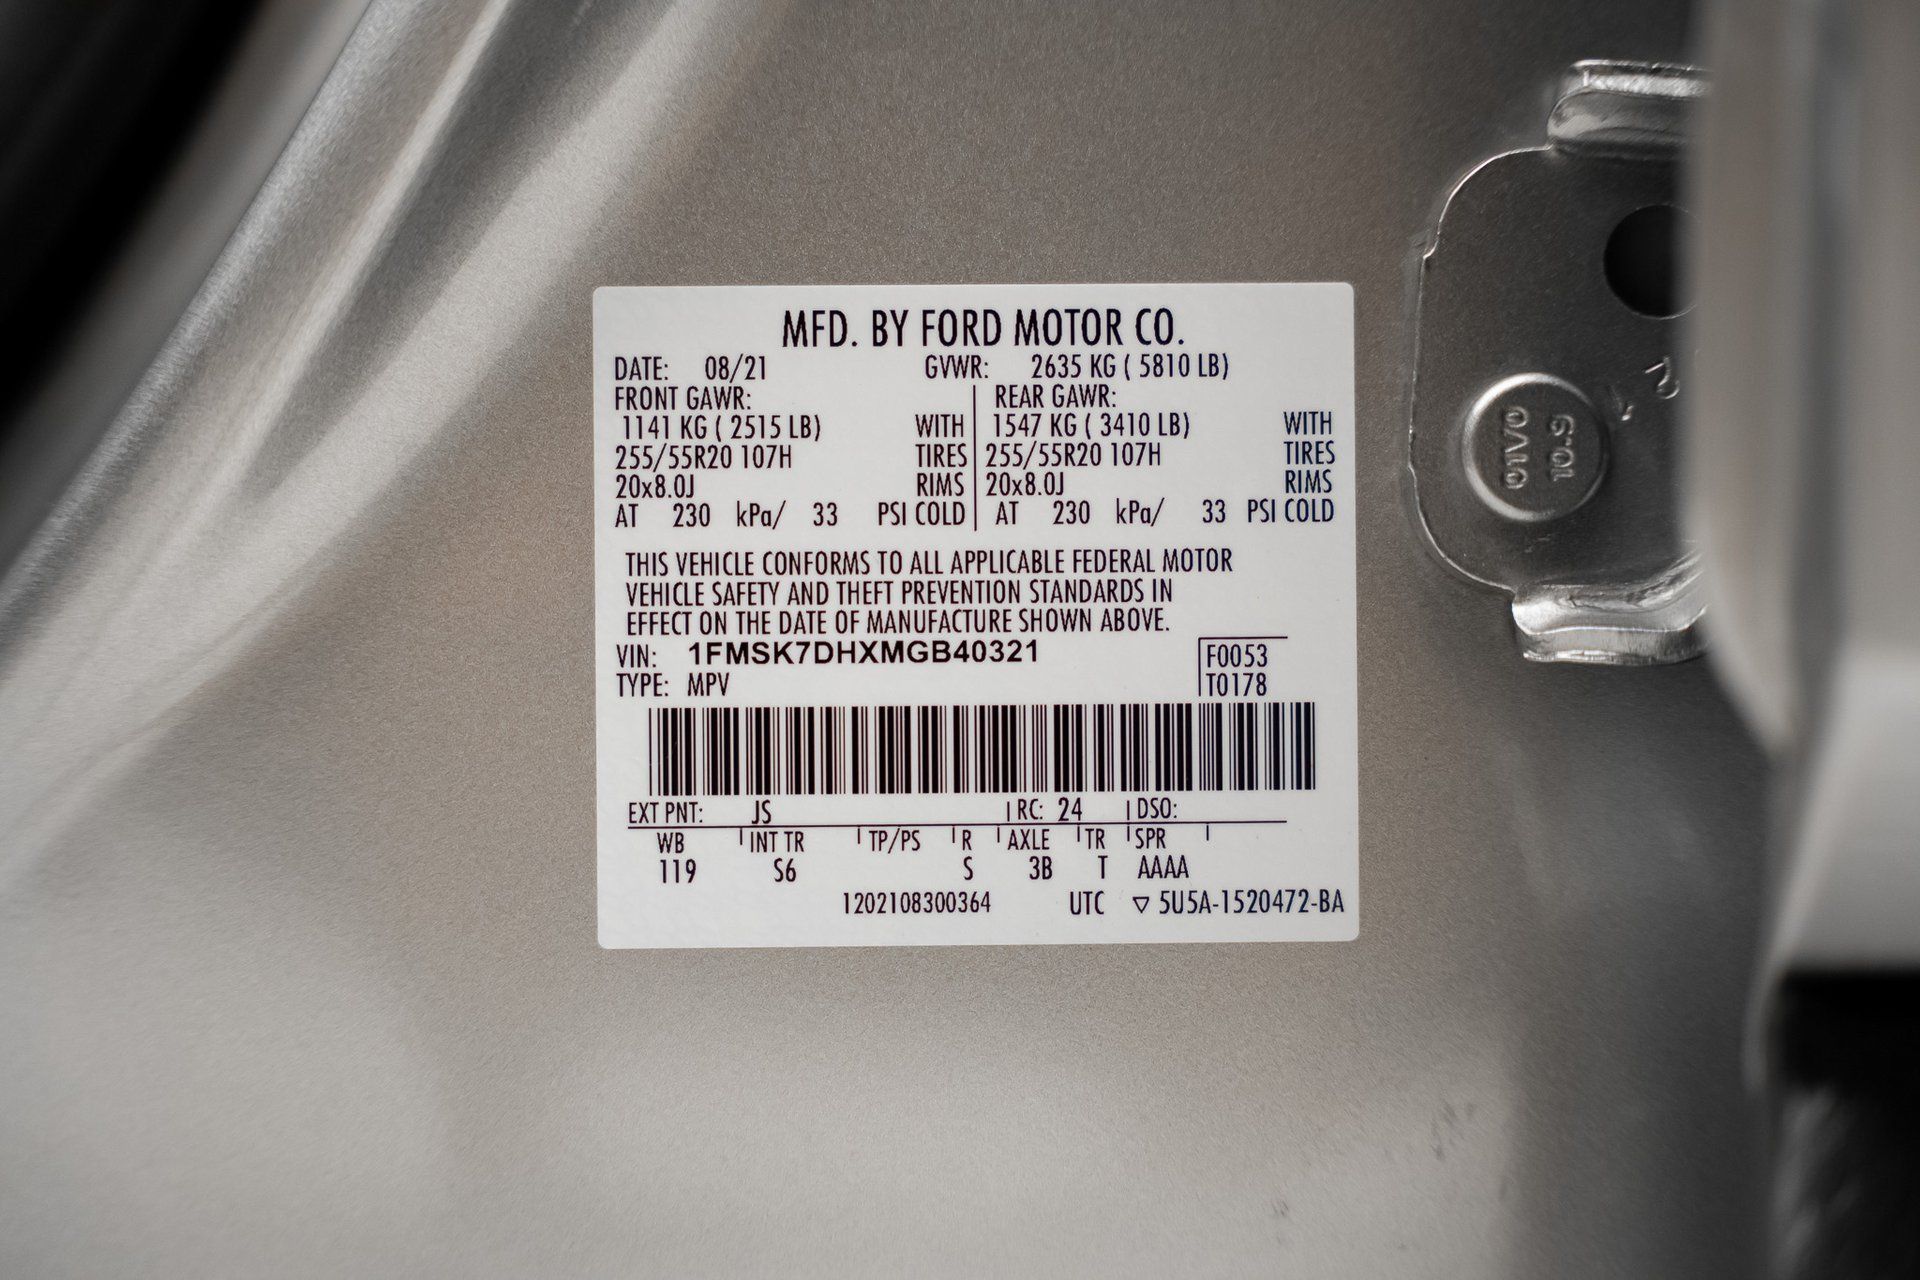 MFD. BY FORD MOTOR CO.
DATE: 08/21 GVWR: 2635 KG ( 5810 LB)
FRONT GAWR: REAR GAWR:
1141 KG ( 2515 LB) WITH 1547 KG ( 3410 LB) WITH
255/55R20 107H TIRES 255/55R20 107H TIRES
20x8.0J RIMS 20x8.0J RIMS
AT 230 kPa/ 33 PSI COLD AT 230 kPa/ 33 PSI COLD
THIS VEHICLE CONFORMS TO ALL APPLICABLE FEDERAL MOTOR
VEHICLE SAFETY AND THEFT PREVENTION STANDARDS IN
EFFECT ON THE DATE OF MANUFACTURE SHOWN ABOVE.
VIN: 1FMSK7DHXMGB40321 F0053
TYPE: MPV T0178
EXT PNT: JS RC: 24 DSO:
WB INT TR TP/PS R AXLE TR SPR
119 S6 S 3B T AAAA
1202108300364 UTC ▽ 5U5A-1520472-BA
10.9